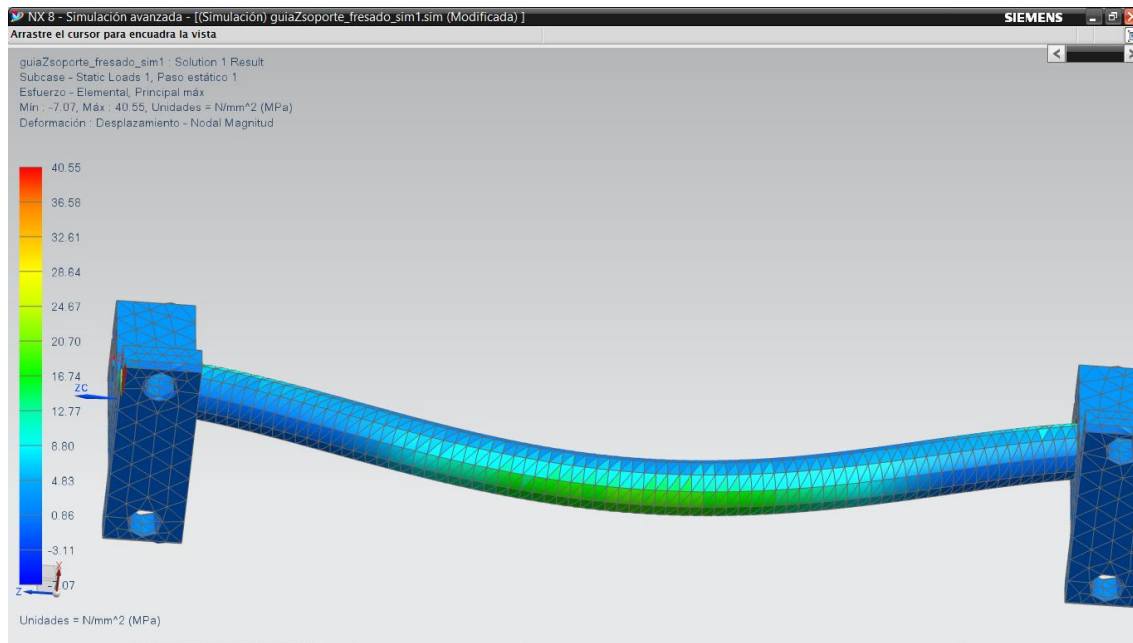 NX 8 - Simulación avanzada - [(Simulación) guiaZsoporte_fresado_sim1.sim (Modificada) ]
SIEMENS
Arrastre el cursor para encuadra la vista
guiaZsoporte_fresado_sim1 : Solution 1 Result
Subcase - Static Loads 1, Paso estático 1
Esfuerzo - Elemental, Principal máx
Mín : -7.07, Máx : 40.55, Unidades = N/mm^2 (MPa)
Deformación : Desplazamiento - Nodal Magnitud
40.55
36.58
32.61
28.64
24.67
20.70
16.74
12.77
8.80
4.83
0.86
-3.11
-7.07
ZC
X
Z
Unidades = N/mm^2 (MPa)